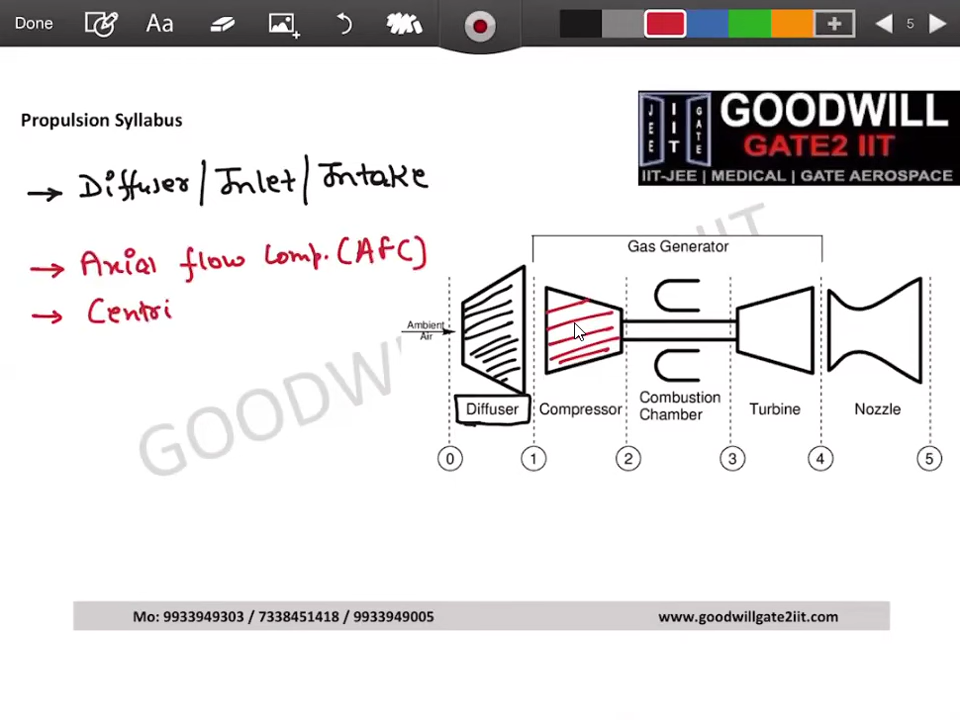 Done Aa 5
Propulsion Syllabus
JEE IIT GATE
GOODWILL
GATE2 IIT
IIT-JEE | MEDICAL | GATE AEROSPACE
→ Diffuser | Inlet | Intake
→ Axial flow Comp. (AFC)
→ Centri
Gas Generator
Ambient
Air
Diffuser Compressor Combustion Chamber Turbine Nozzle
0 1 2 3 4 5
GOODWILL IIT
Mo: 9933949303 / 7338451418 / 9933949005 www.goodwillgate2iit.com